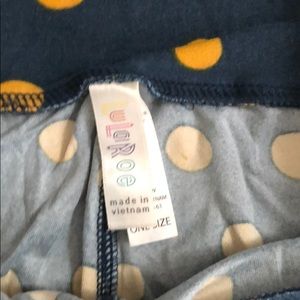 LuLaRoe
made in
vietnam
ONE SIZE